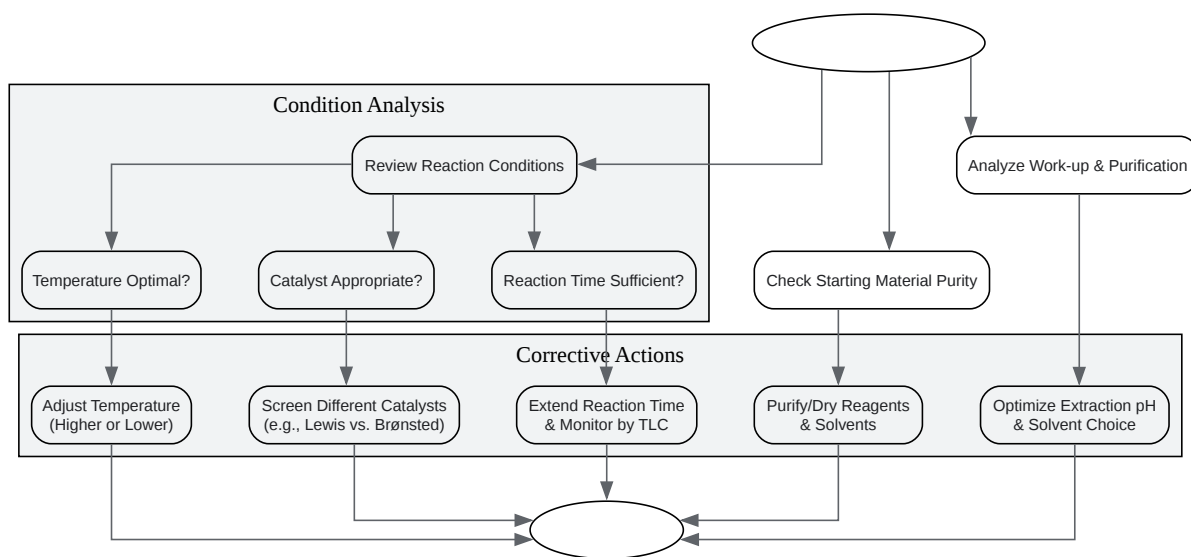 Condition Analysis
Review Reaction Conditions
Analyze Work-up & Purification
Temperature Optimal?
Catalyst Appropriate?
Reaction Time Sufficient?
Check Starting Material Purity
Corrective Actions
Adjust Temperature
(Higher or Lower)
Screen Different Catalysts
(e.g., Lewis vs. Brønsted)
Extend Reaction Time
& Monitor by TLC
Purify/Dry Reagents
& Solvents
Optimize Extraction pH
& Solvent Choice